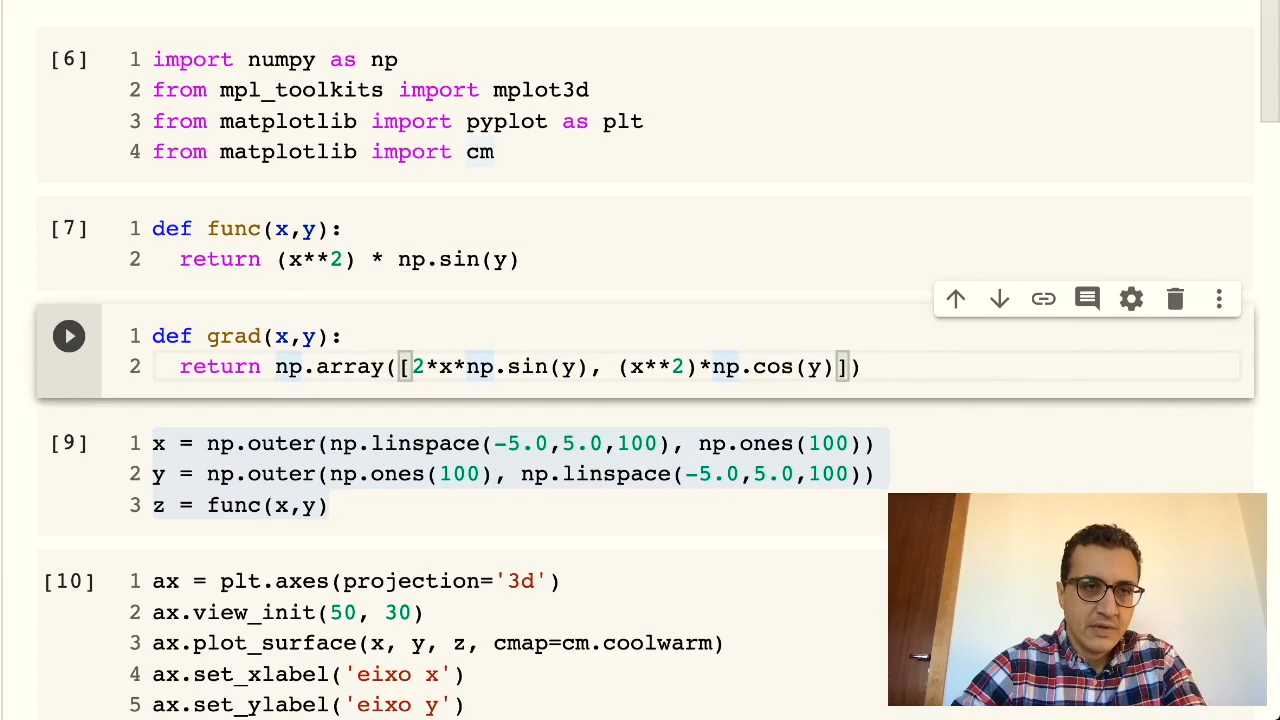 [6] 1 import numpy as np
2 from mpl_toolkits import mplot3d
3 from matplotlib import pyplot as plt
4 from matplotlib import cm
[7] 1 def func(x,y):
2 return (x**2) * np.sin(y)
1 def grad(x,y):
2 return np.array([2*x*np.sin(y), (x**2)*np.cos(y)])
[9] 1 x = np.outer(np.linspace(-5.0,5.0,100), np.ones(100))
2 y = np.outer(np.ones(100), np.linspace(-5.0,5.0,100))
3 z = func(x,y)
[10] 1 ax = plt.axes(projection='3d')
2 ax.view_init(50, 30)
3 ax.plot_surface(x, y, z, cmap=cm.coolwarm)
4 ax.set_xlabel('eixo x')
5 ax.set_ylabel('eixo y')